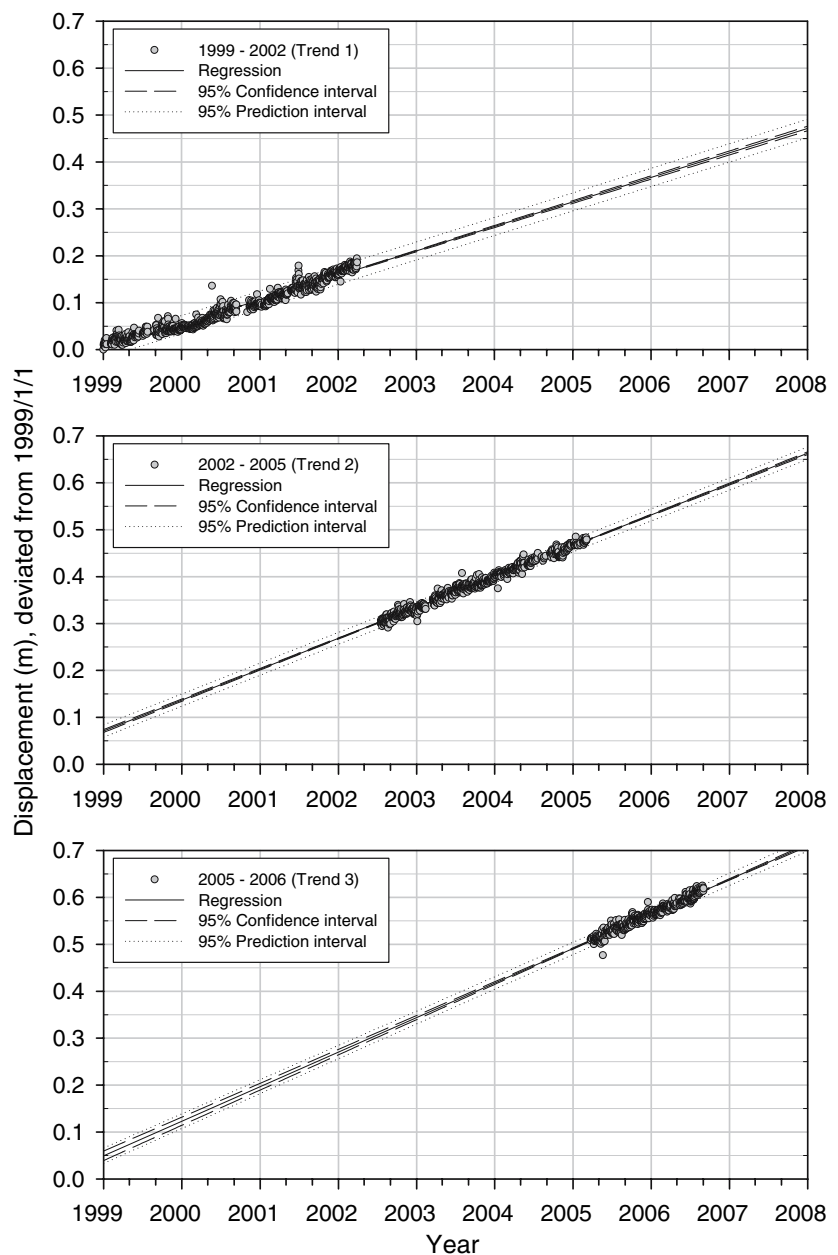 Displacement (m), deviated from 1999/1/1
0.7
0.6
0.5
0.4
0.3
0.2
0.1
0.0
1999 - 2002 (Trend 1)
Regression
95% Confidence interval
95% Prediction interval
1999 2000 2001 2002 2003 2004 2005 2006 2007 2008
0.7
0.6
0.5
0.4
0.3
0.2
0.1
0.0
2002 - 2005 (Trend 2)
Regression
95% Confidence interval
95% Prediction interval
1999 2000 2001 2002 2003 2004 2005 2006 2007 2008
0.7
0.6
0.5
0.4
0.3
0.2
0.1
0.0
2005 - 2006 (Trend 3)
Regression
95% Confidence interval
95% Prediction interval
1999 2000 2001 2002 2003 2004 2005 2006 2007 2008
Year